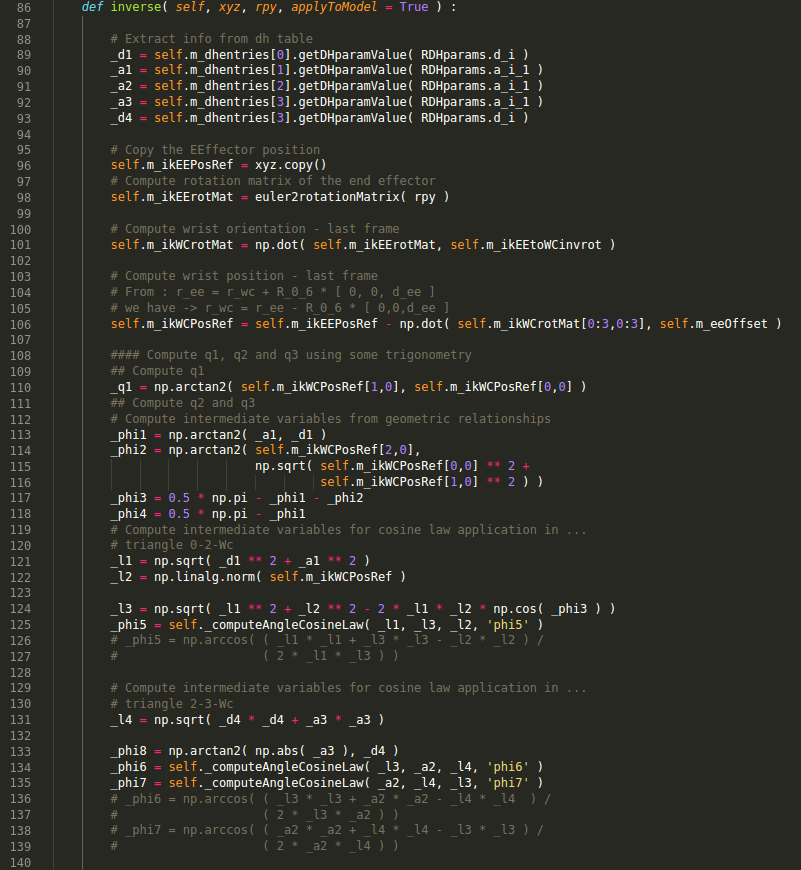 86 def inverse( self, xyz, rpy, applyToModel = True ) :
87
88 # Extract info from dh table
89 _d1 = self.m_dhentries[0].getDHparamValue( RDHparams.d_i )
90 _a1 = self.m_dhentries[1].getDHparamValue( RDHparams.a_i_1 )
91 _a2 = self.m_dhentries[2].getDHparamValue( RDHparams.a_i_1 )
92 _a3 = self.m_dhentries[3].getDHparamValue( RDHparams.a_i_1 )
93 _d4 = self.m_dhentries[3].getDHparamValue( RDHparams.d_i )
94
95 # Copy the EEffector position
96 self.m_ikEEPosRef = xyz.copy()
97 # Compute rotation matrix of the end effector
98 self.m_ikEErotMat = euler2rotationMatrix( rpy )
99
100 # Compute wrist orientation - last frame
101 self.m_ikWCrotMat = np.dot( self.m_ikEErotMat, self.m_ikEEtoWCinvrot )
102
103 # Compute wrist position - last frame
104 # From : r_ee = r_wc + R_0_6 * [ 0, 0, d_ee ]
105 # we have -> r_wc = r_ee - R_0_6 * [ 0,0,d_ee ]
106 self.m_ikWCPosRef = self.m_ikEEPosRef - np.dot( self.m_ikWCrotMat[0:3,0:3], self.m_eeOffset )
107
108 #### Compute q1, q2 and q3 using some trigonometry
109 ## Compute q1
110 _q1 = np.arctan2( self.m_ikWCPosRef[1,0], self.m_ikWCPosRef[0,0] )
111 ## Compute q2 and q3
112 # Compute intermediate variables from geometric relationships
113 _phi1 = np.arctan2( _a1, _d1 )
114 _phi2 = np.arctan2( self.m_ikWCPosRef[2,0],
115 np.sqrt( self.m_ikWCPosRef[0,0] ** 2 +
116 self.m_ikWCPosRef[1,0] ** 2 ) )
117 _phi3 = 0.5 * np.pi - _phi1 - _phi2
118 _phi4 = 0.5 * np.pi - _phi1
119 # Compute intermediate variables for cosine law application in ...
120 # triangle 0-2-Wc
121 _l1 = np.sqrt( _d1 ** 2 + _a1 ** 2 )
122 _l2 = np.linalg.norm( self.m_ikWCPosRef )
123
124 _l3 = np.sqrt( _l1 ** 2 + _l2 ** 2 - 2 * _l1 * _l2 * np.cos( _phi3 ) )
125 _phi5 = self._computeAngleCosineLaw( _l1, _l3, _l2, 'phi5' )
126 # _phi5 = np.arccos( ( _l1 * _l1 + _l3 * _l3 - _l2 * _l2 ) /
127 # ( 2 * _l1 * _l3 ) )
128
129 # Compute intermediate variables for cosine law application in ...
130 # triangle 2-3-Wc
131 _l4 = np.sqrt( _d4 * _d4 + _a3 * _a3 )
132
133 _phi8 = np.arctan2( np.abs( _a3 ), _d4 )
134 _phi6 = self._computeAngleCosineLaw( _l3, _a2, _l4, 'phi6' )
135 _phi7 = self._computeAngleCosineLaw( _a2, _l4, _l3, 'phi7' )
136 # _phi6 = np.arccos( ( _l3 * _l3 + _a2 * _a2 - _l4 * _l4  ) /
137 # ( 2 * _l3 * _a2 ) )
138 # _phi7 = np.arccos( ( _a2 * _a2 + _l4 * _l4 - _l3 * _l3 ) /
139 # ( 2 * _a2 * _l4 ) )
140